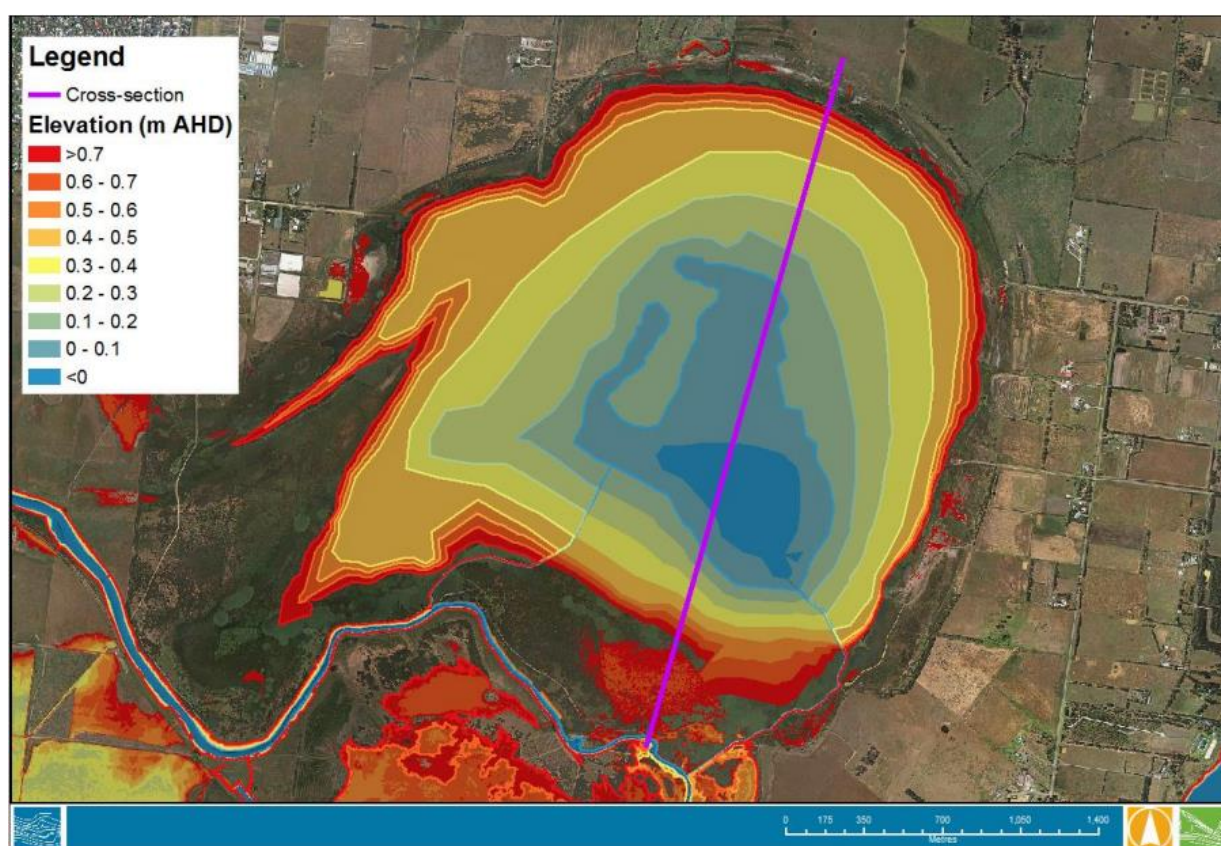 Legend
Cross-section
Elevation (m AHD)
>0.7
0.6 - 0.7
0.5 - 0.6
0.4 - 0.5
0.3 - 0.4
0.2 - 0.3
0.1 - 0.2
0 - 0.1
<0
0 175 350 700 1,050 1,400
Metres